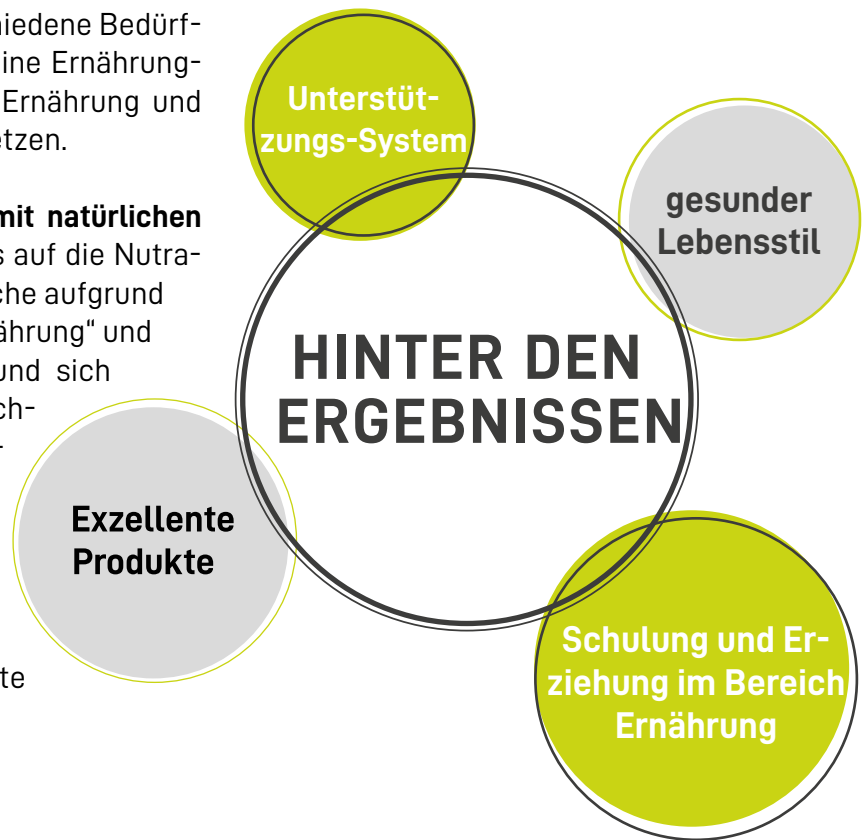 hiedene Bedürf-
ine Ernährung-
Ernährung und
etzen.
mit natürlichen
s auf die Nutra-
che aufgrund
ährung“ und
und sich
ch-
-
te
Unterstüt-
zungs-System
gesunder
Lebensstil
HINTER DEN
ERGEBNISSEN
Exzellente
Produkte
Schulung und Er-
ziehung im Bereich
Ernährung